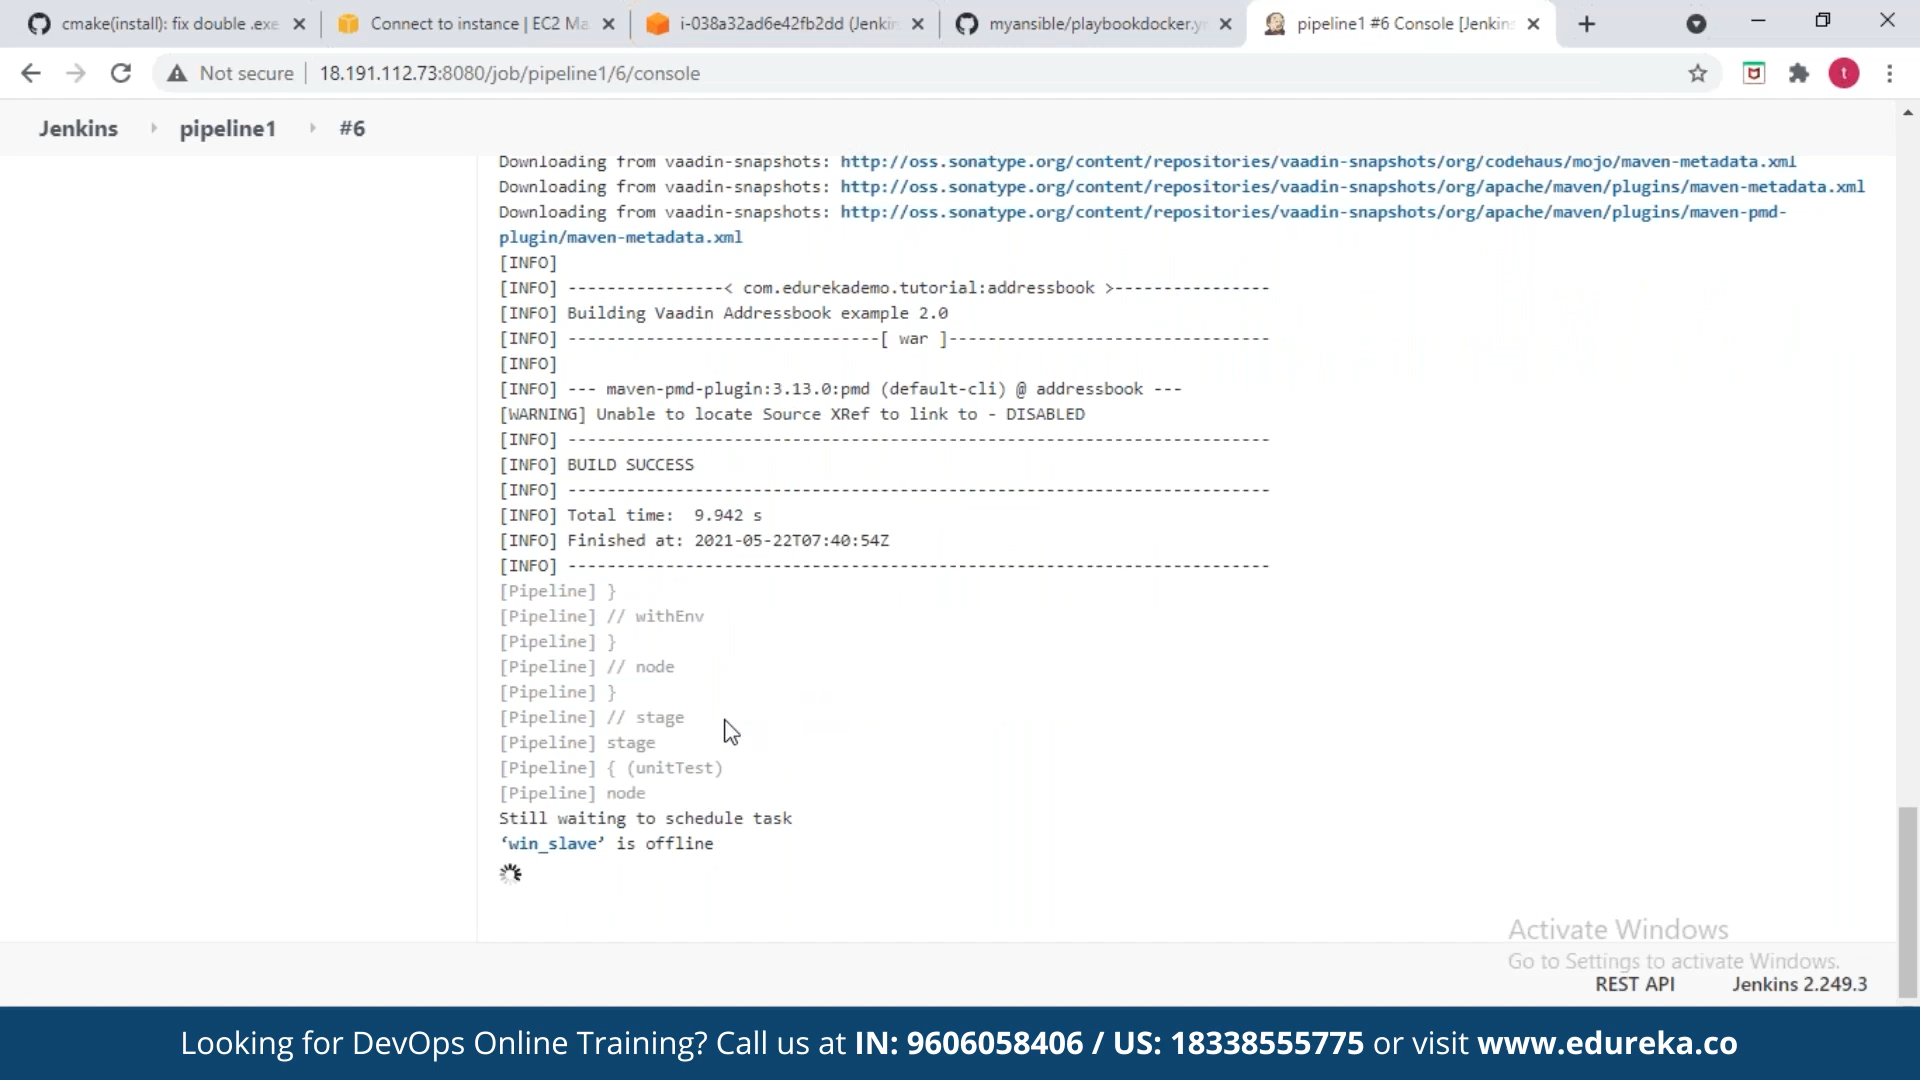 cmake(install): fix double .exe
Connect to instance | EC2 Ma
i-038a32ad6e42fb2dd (Jenkin
myansible/playbookdocker.y
pipeline1 #6 Console [Jenkins
Not secure
18.191.112.73:8080/job/pipeline1/6/console
t
Jenkins
pipeline1
#6
Downloading from vaadin-snapshots: http://oss.sonatype.org/content/repositories/vaadin-snapshots/org/codehaus/mojo/maven-metadata.xml
Downloading from vaadin-snapshots: http://oss.sonatype.org/content/repositories/vaadin-snapshots/org/apache/maven/plugins/maven-metadata.xml
Downloading from vaadin-snapshots: http://oss.sonatype.org/content/repositories/vaadin-snapshots/org/apache/maven/plugins/maven-pmd-
plugin/maven-metadata.xml
[INFO]
[INFO] ----------------< com.edurekademo.tutorial:addressbook >----------------
[INFO] Building Vaadin Addressbook example 2.0
[INFO] --------------------------------[ war ]---------------------------------
[INFO]
[INFO] --- maven-pmd-plugin:3.13.0:pmd (default-cli) @ addressbook ---
[WARNING] Unable to locate Source XRef to link to - DISABLED
[INFO] ------------------------------------------------------------------------
[INFO] BUILD SUCCESS
[INFO] ------------------------------------------------------------------------
[INFO] Total time:  9.942 s
[INFO] Finished at: 2021-05-22T07:40:54Z
[INFO] ------------------------------------------------------------------------
[Pipeline] }
[Pipeline] // withEnv
[Pipeline] }
[Pipeline] // node
[Pipeline] }
[Pipeline] // stage
[Pipeline] stage
[Pipeline] { (unitTest)
[Pipeline] node
Still waiting to schedule task
‘win_slave’ is offline
Activate Windows
Go to Settings to activate Windows.
REST API
Jenkins 2.249.3
Looking for DevOps Online Training? Call us at IN: 9606058406 / US: 18338555775 or visit www.edureka.co